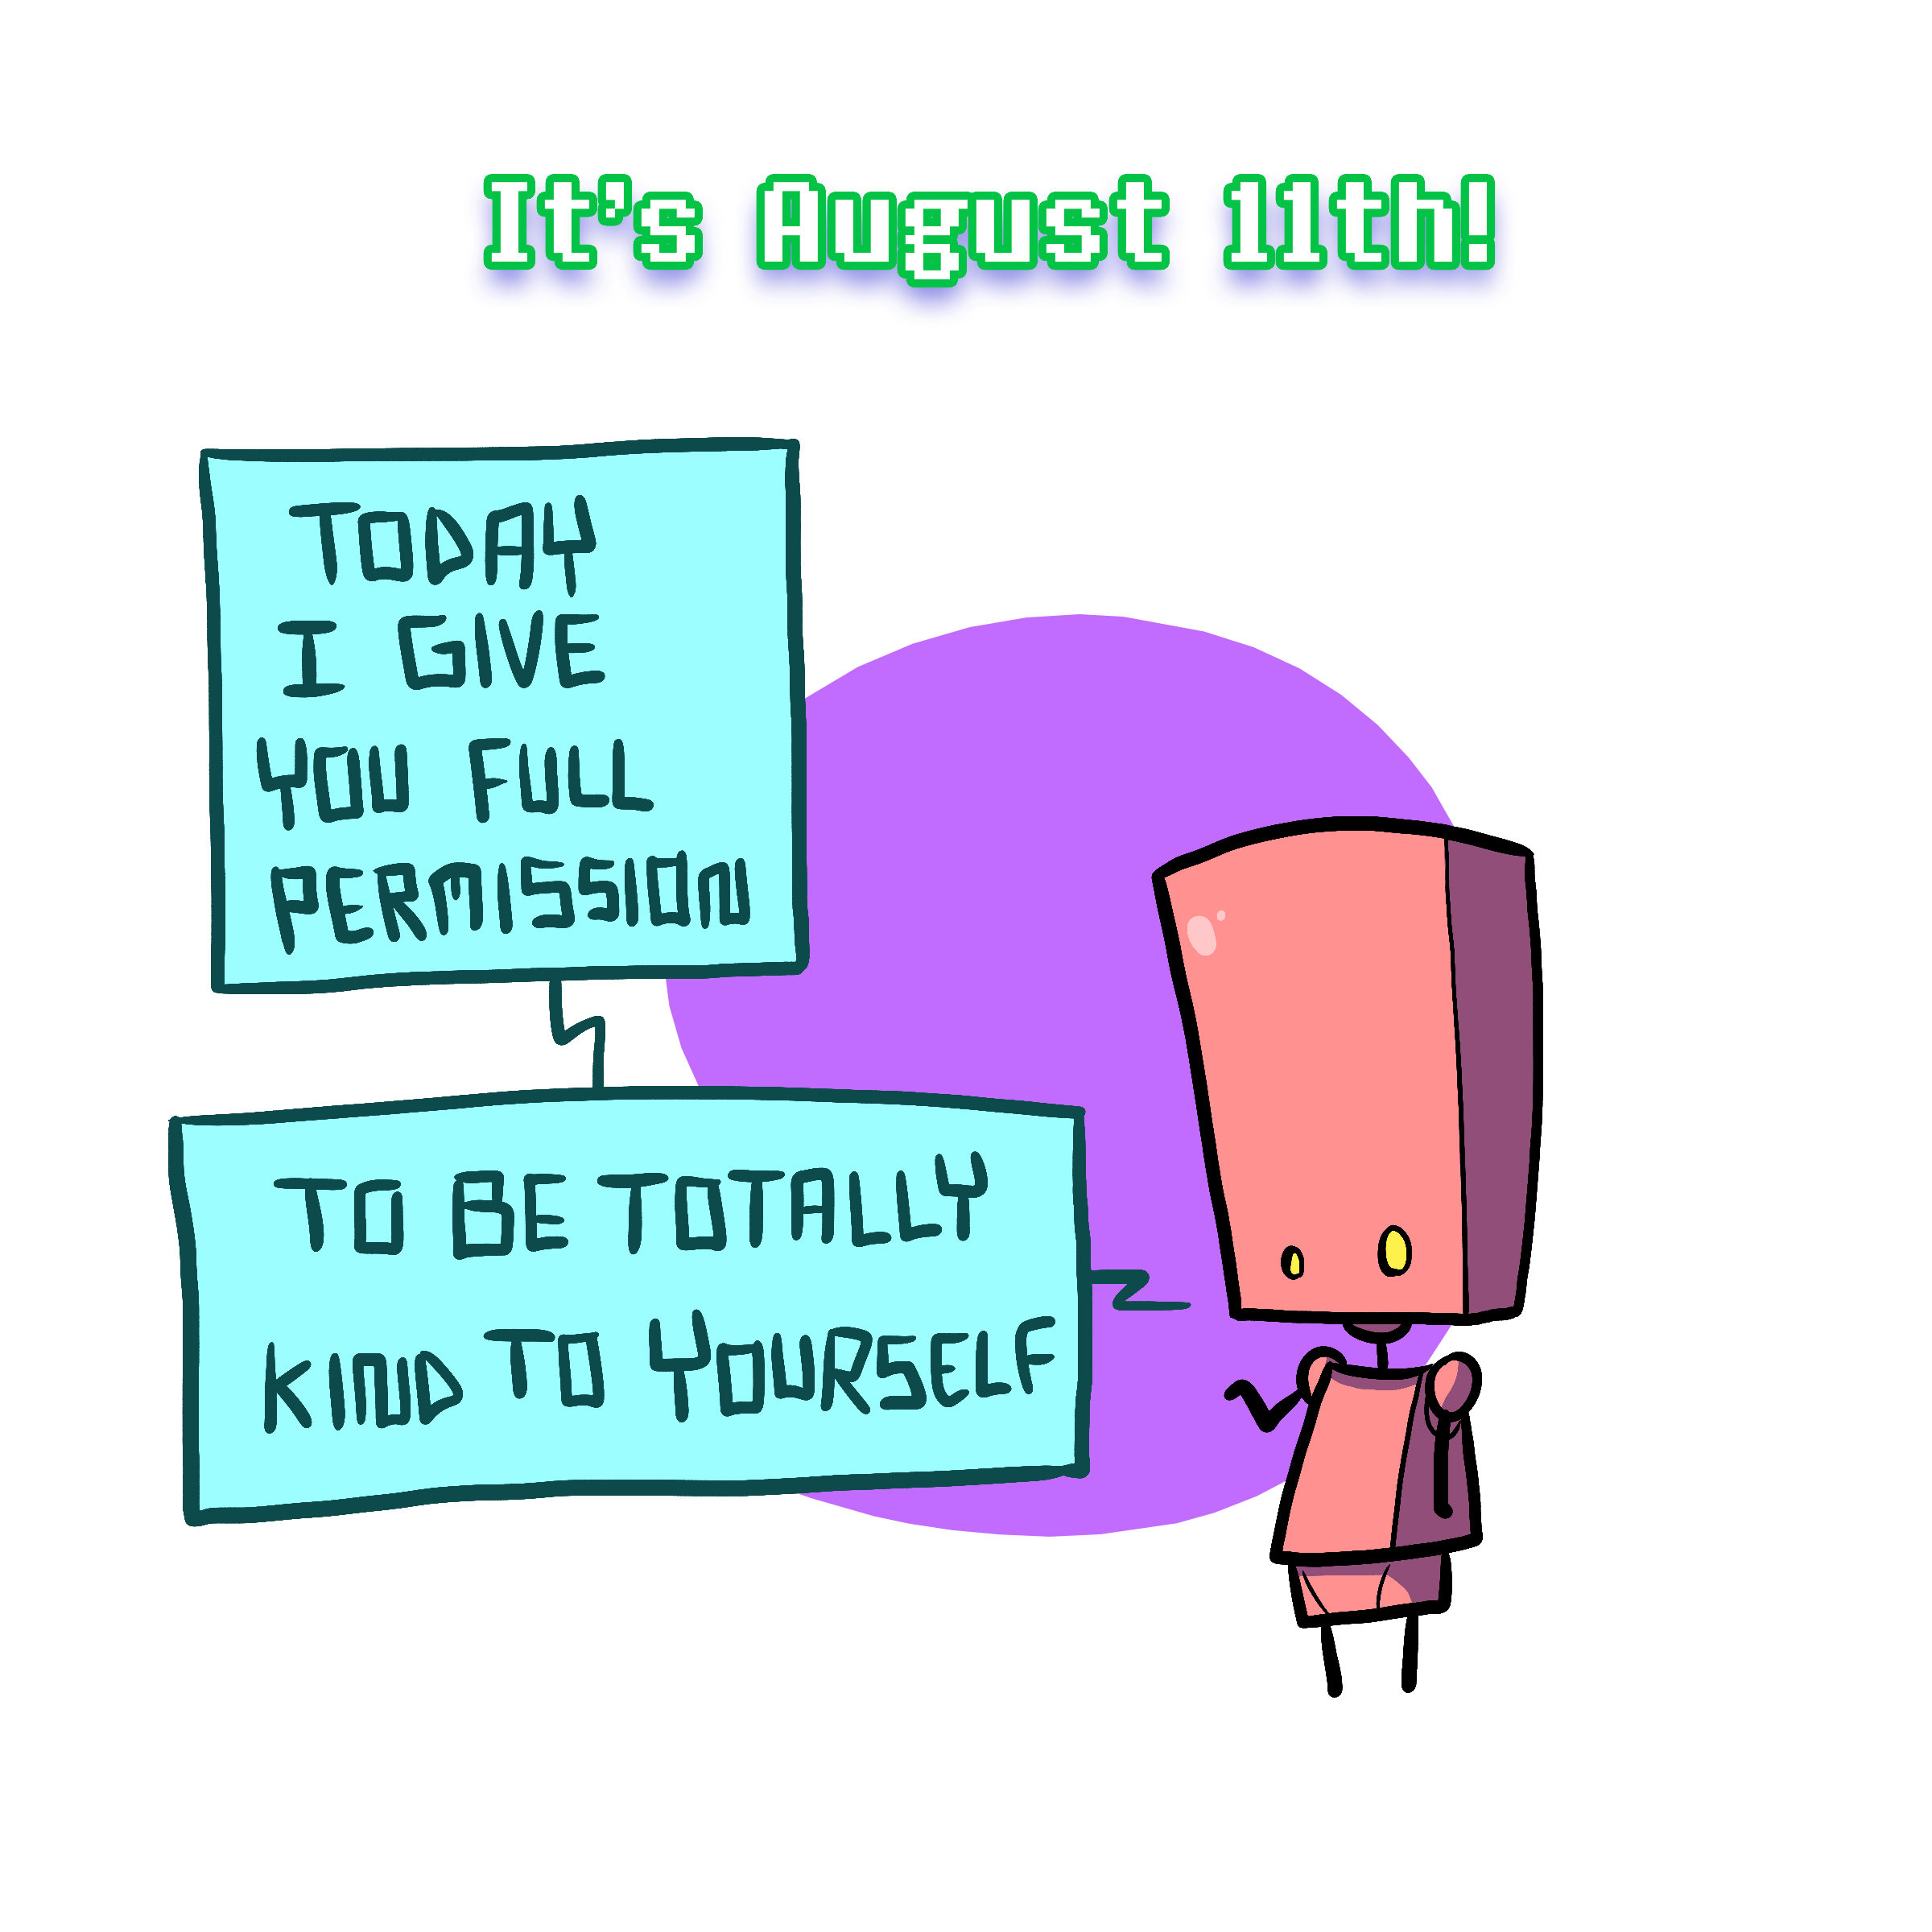 It's August 11th!
TODAY
I GIVE
YOU FULL
PERMISSION
TO BE TOTALLY
KIND TO YOURSELF